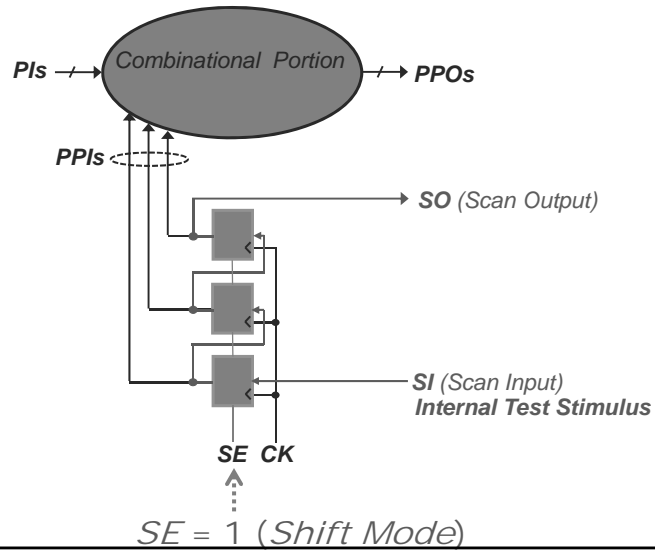 Combinational Portion
PIs
PPOs
PPIs
SO (Scan Output)
SI (Scan Input)
Internal Test Stimulus
SE CK
SE = 1 (Shift Mode)